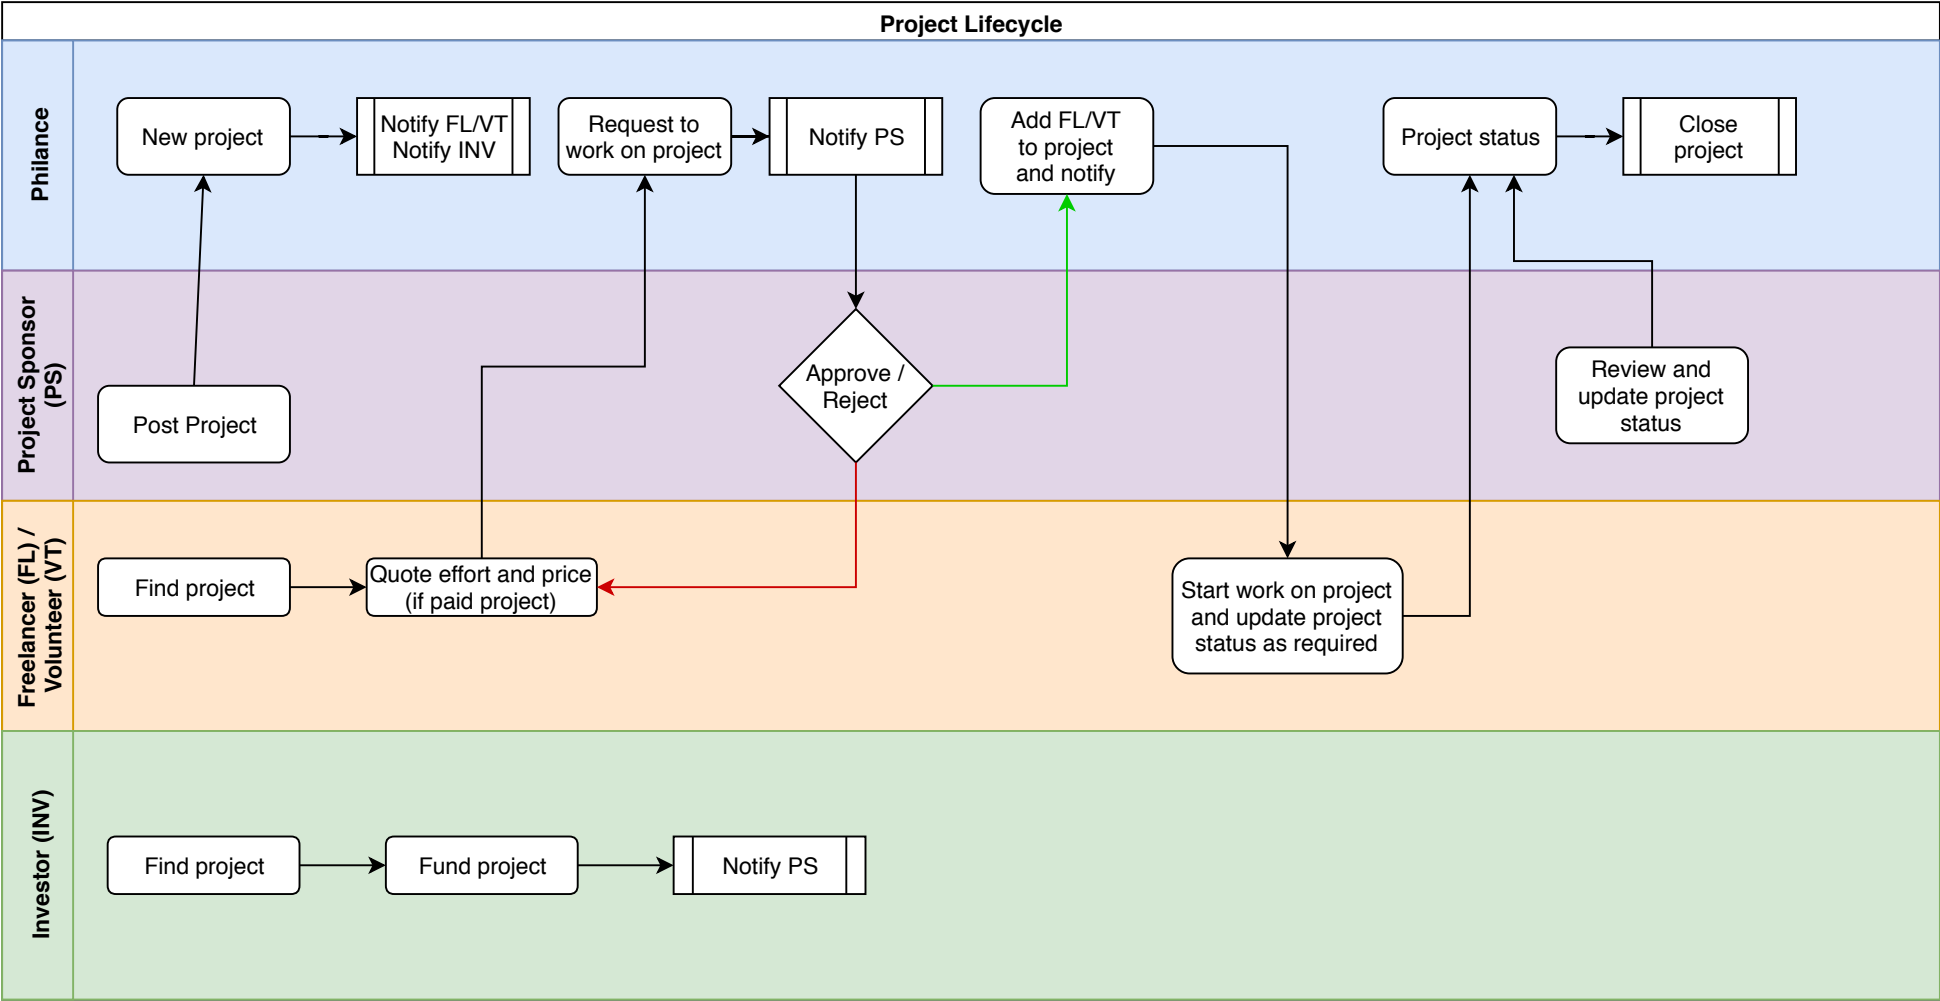 Project Lifecycle
Philance
New project
Notify FL/VT
Notify INV
Request to
work on project
Notify PS
Add FL/VT
to project
and notify
Project status
Close
project
Project Sponsor
(PS)
Post Project
Approve /
Reject
Review and
update project
status
Freelancer (FL) /
Volunteer (VT)
Find project
Quote effort and price
(if paid project)
Start work on project
and update project
status as required
Investor (INV)
Find project
Fund project
Notify PS